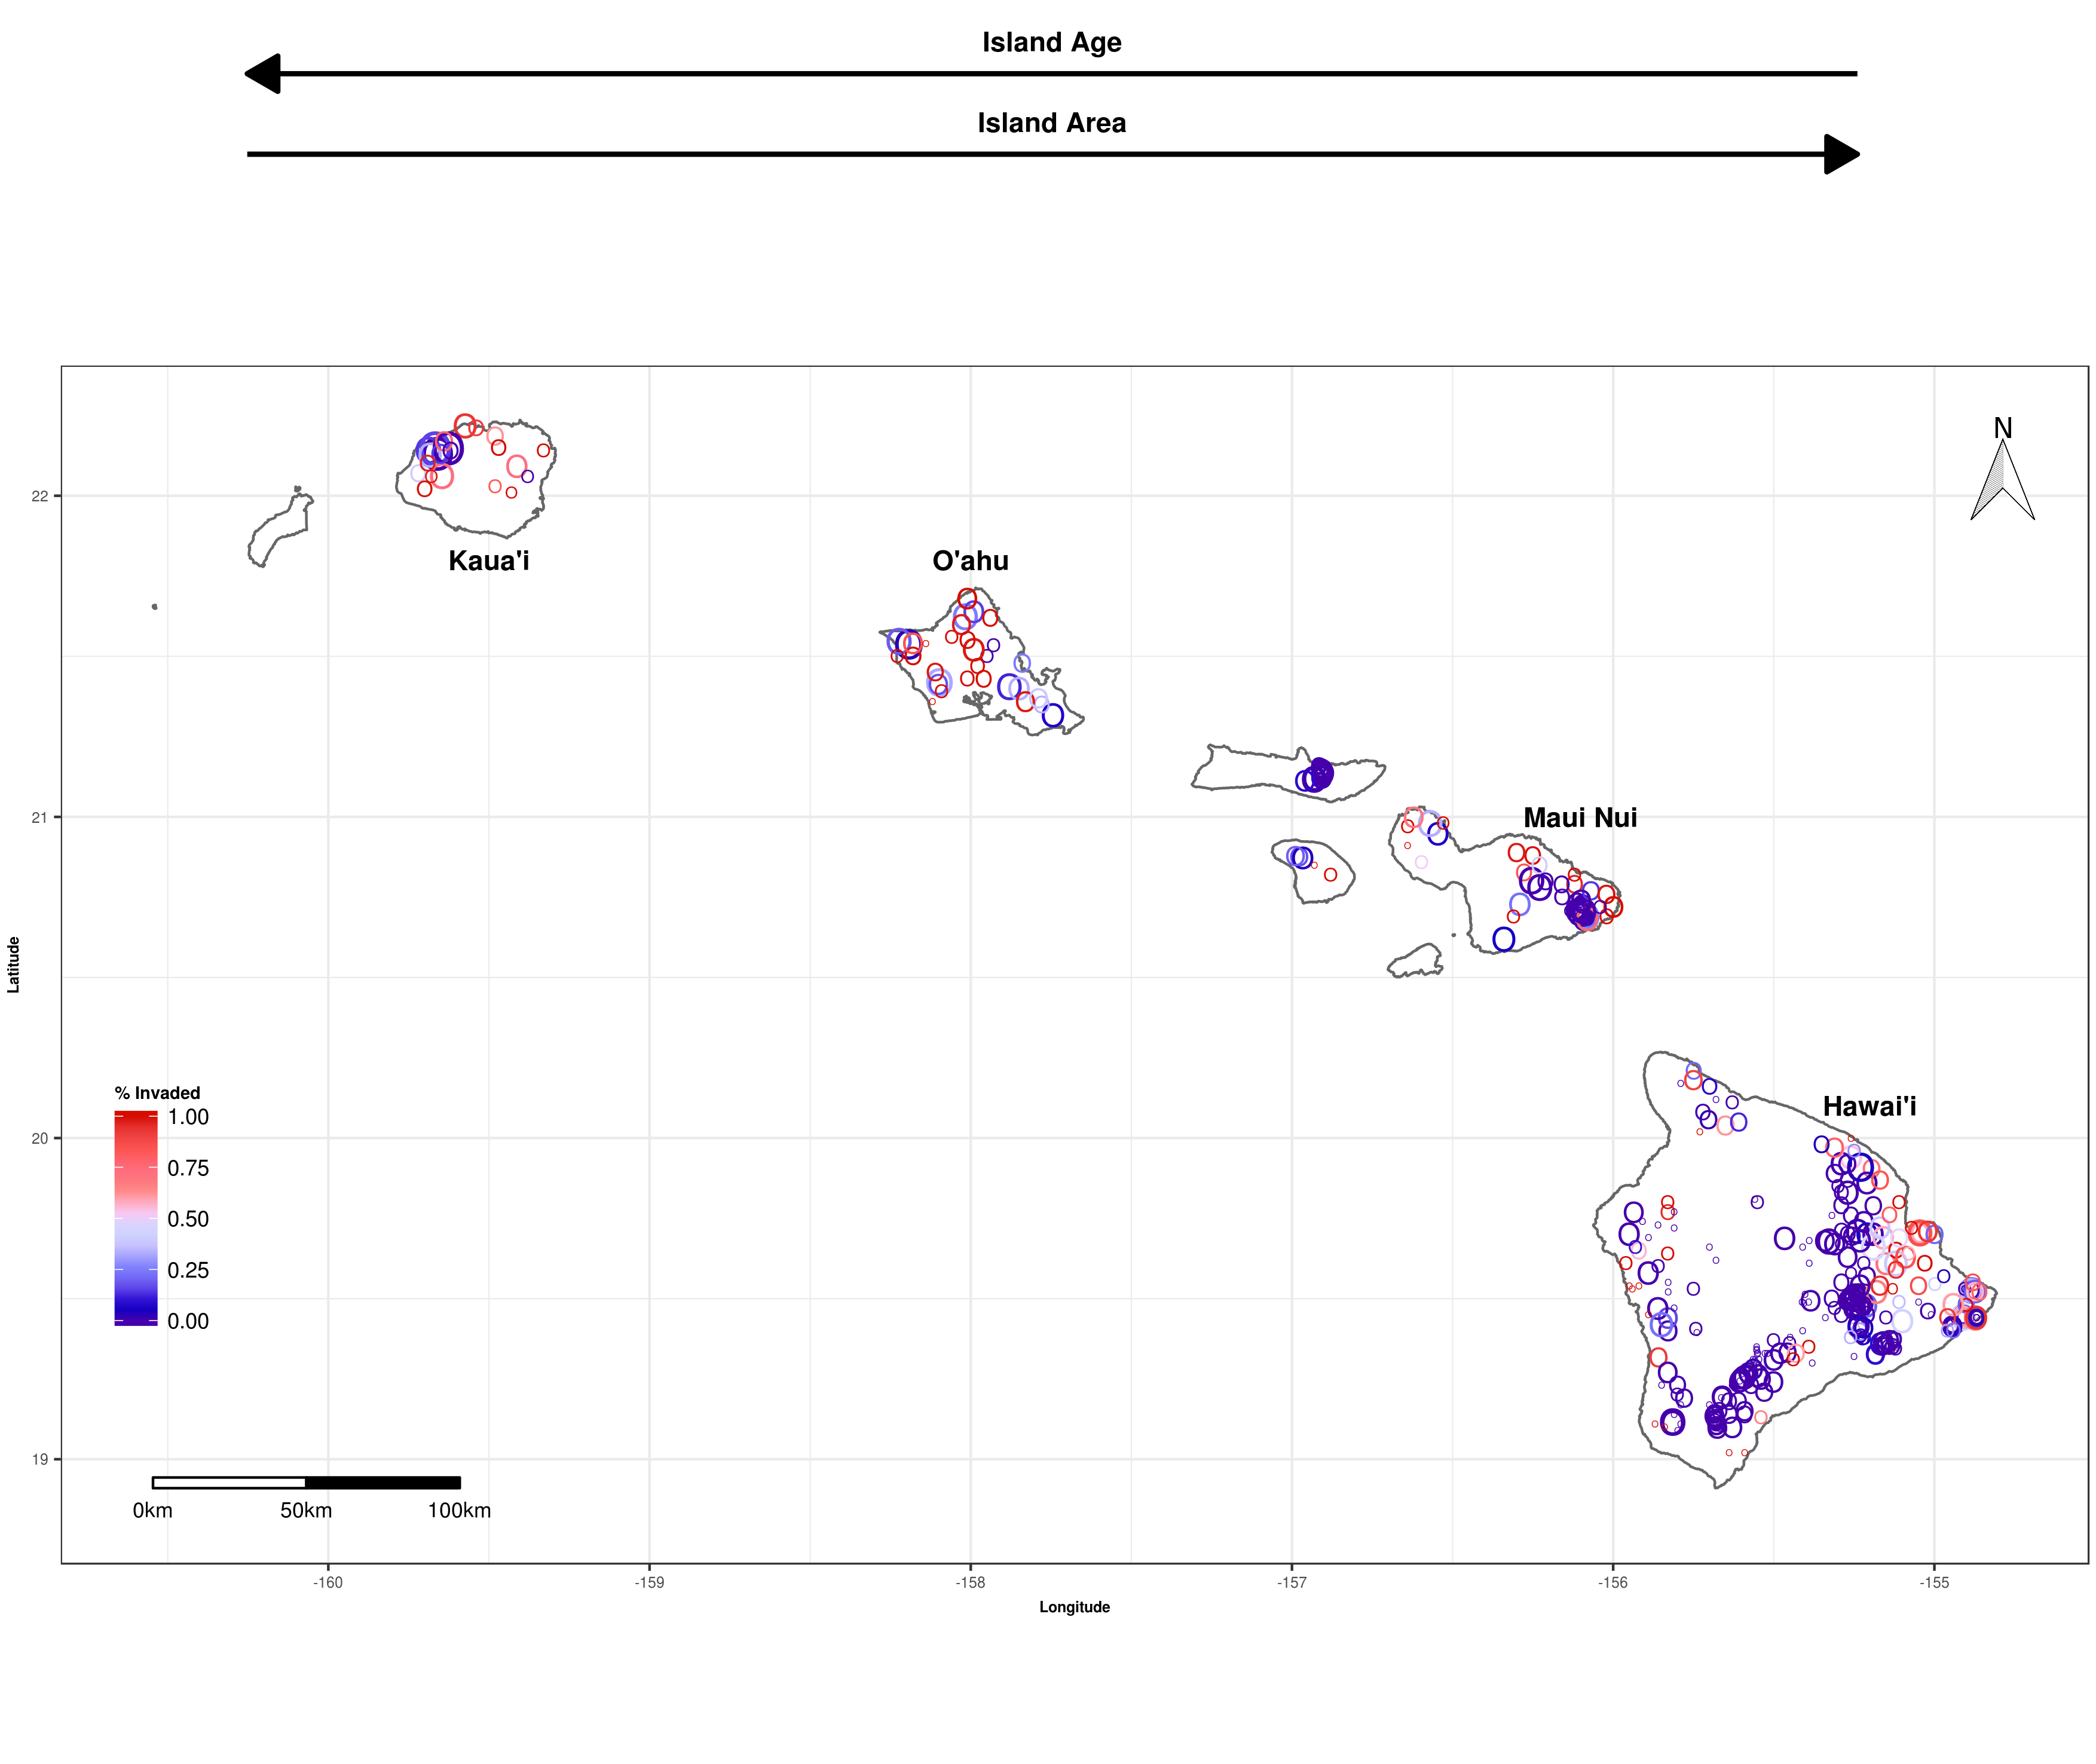 Island Age
Island Area
N
22
Kaua'i
O'ahu
21
Maui Nui
Latitude
20
Hawai'i
% Invaded
1.00
0.75
0.50
0.25
0.00
19
0km 50km 100km
-160 -159 -158 -157 -156 -155
Longitude